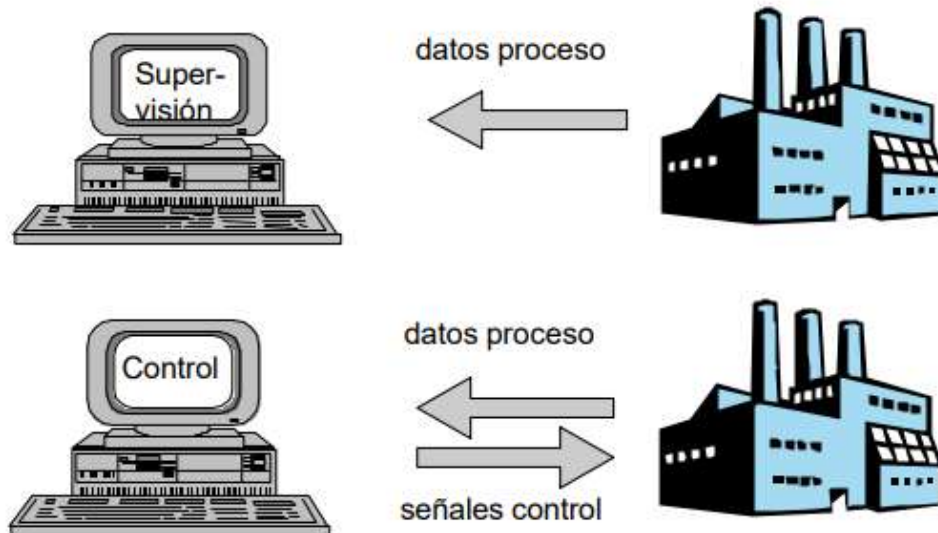 datos proceso
Super-
visión
datos proceso
Control
señales control